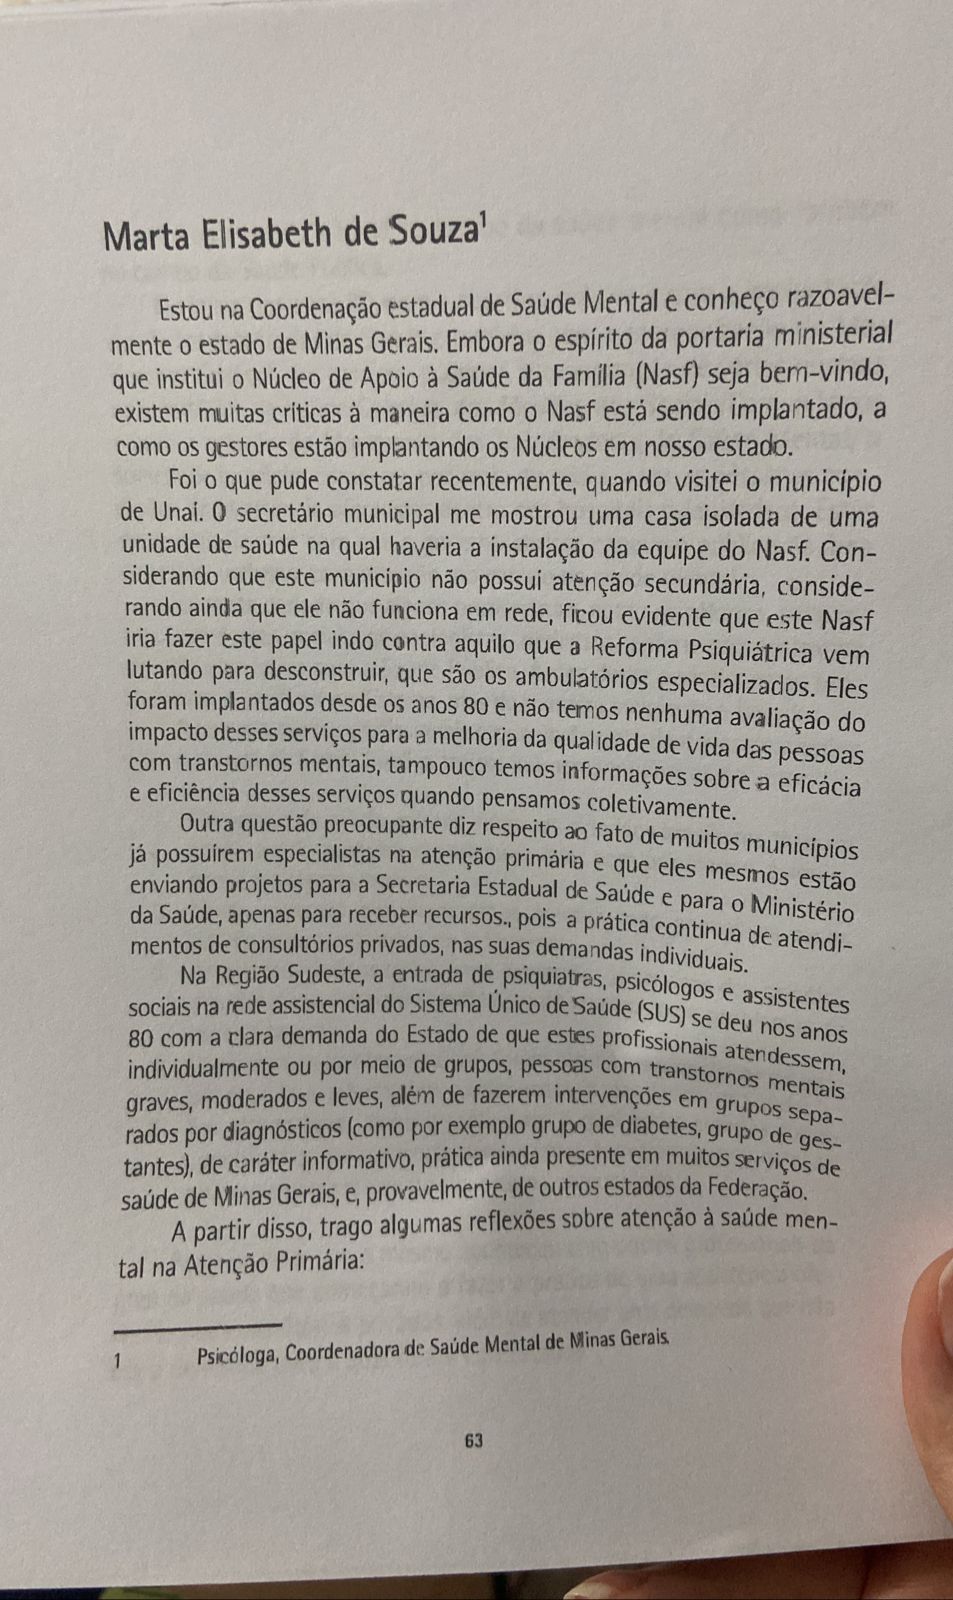 Marta Elisabeth de Souza¹
Estou na Coordenação estadual de Saúde Mental e conheço razoavel-
mente o estado de Minas Gerais. Embora o espírito da portaria ministerial
que institui o Núcleo de Apoio à Saúde da Família (Nasf) seja bem-vindo,
existem muitas críticas à maneira como o Nasf está sendo implantado, a
como os gestores estão implantando os Núcleos em nosso estado.
Foi o que pude constatar recentemente, quando visitei o município
de Unaí. O secretário municipal me mostrou uma casa isolada de uma
unidade de saúde na qual haveria a instalação da equipe do Nasf. Con-
siderando que este município não possui atenção secundária, conside-
rando ainda que ele não funciona em rede, ficou evidente que este Nasf
iria fazer este papel indo contra aquilo que a Reforma Psiquiátrica vem
lutando para desconstruir, que são os ambulatórios especializados. Eles
foram implantados desde os anos 80 e não temos nenhuma avaliação do
impacto desses serviços para a melhoria da qualidade de vida das pessoas
com transtornos mentais, tampouco temos informações sobre a eficácia
e eficiência desses serviços quando pensamos coletivamente.
Outra questão preocupante diz respeito ao fato de muitos municípios
já possuírem especialistas na atenção primária e que eles mesmos estão
enviando projetos para a Secretaria Estadual de Saúde e para o Ministério
da Saúde, apenas para receber recursos., pois a prática continua de atendi-
mentos de consultórios privados, nas suas demandas individuais.
Na Região Sudeste, a entrada de psiquiatras, psicólogos e assistentes
sociais na rede assistencial do Sistema Único de Saúde (SUS) se deu nos anos
80 com a clara demanda do Estado de que estes profissionais atendessem,
individualmente ou por meio de grupos, pessoas com transtornos mentais
graves, moderados e leves, além de fazerem intervenções em grupos sepa-
rados por diagnósticos (como por exemplo grupo de diabetes, grupo de ges-
tantes), de caráter informativo, prática ainda presente em muitos serviços de
saúde de Minas Gerais, e, provavelmente, de outros estados da Federação.
A partir disso, trago algumas reflexões sobre atenção à saúde men-
tal na Atenção Primária:
1 Psicóloga, Coordenadora de Saúde Mental de Minas Gerais.
63